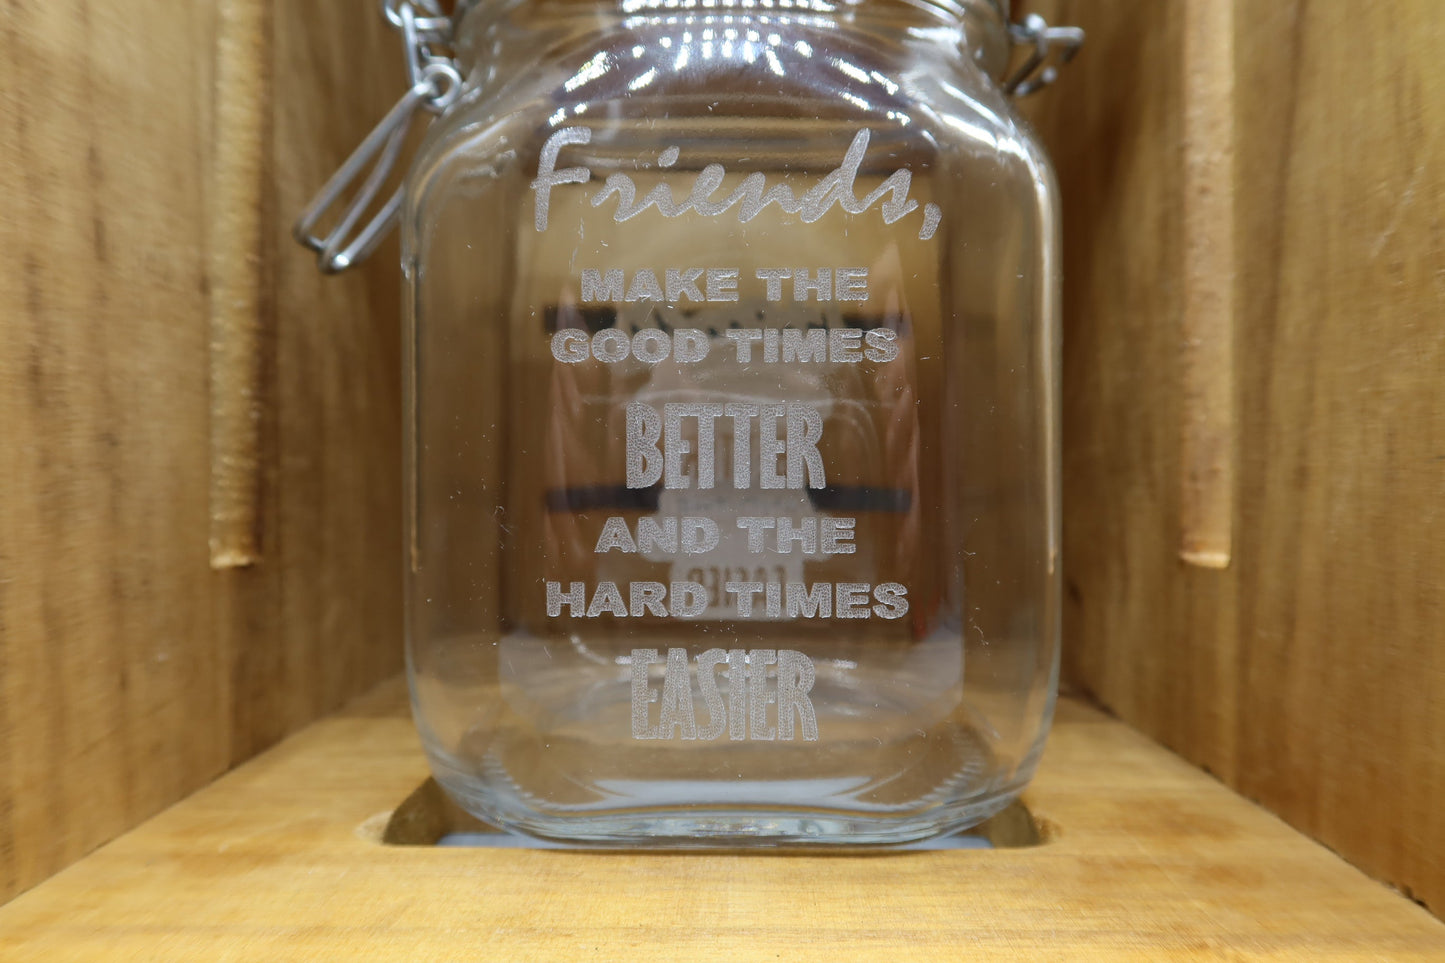 Friends,
MAKE THE
GOOD TIMES
BETTER
AND THE
HARD TIMES
EASIER